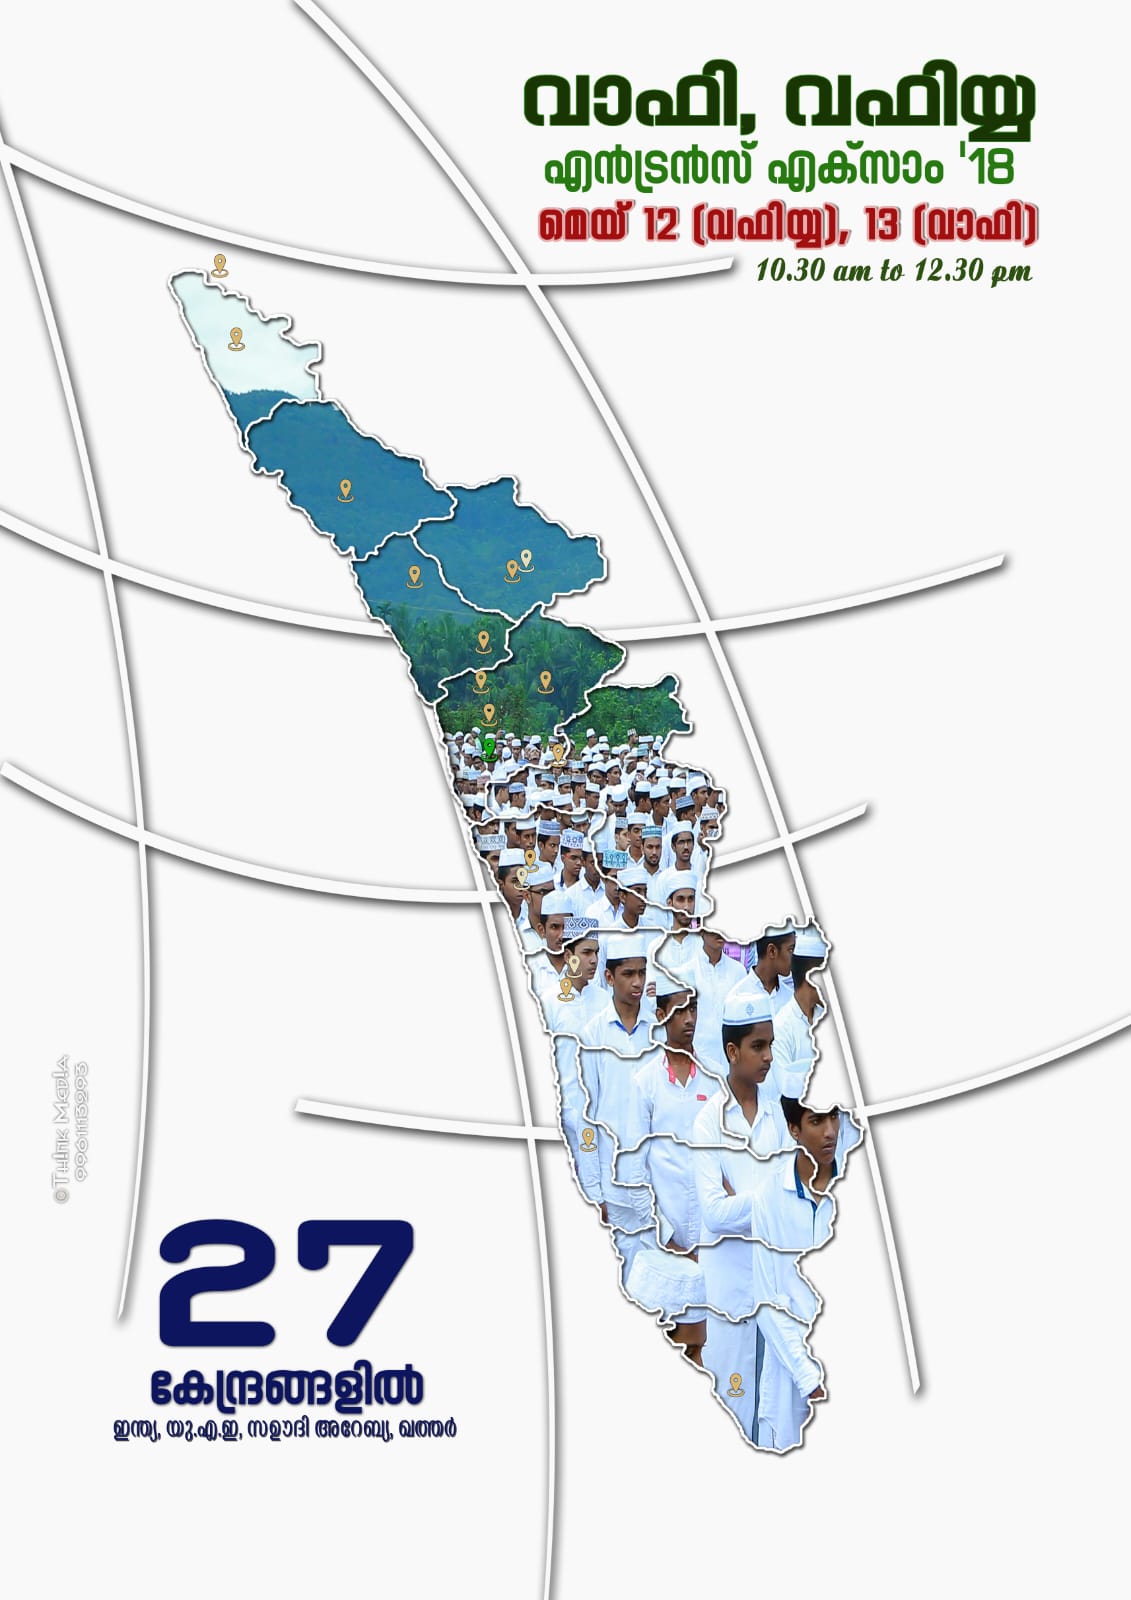 വാഫി, വഫിയ്യ
എൻട്രൻസ് എക്സാം '18
മെയ് 12 (വഫിയ്യ), 13 (വാഫി)
10.30 am to 12.30 pm
27
കേന്ദ്രങ്ങളിൽ
ഇന്ത്യ, യു.എ.ഇ, സഊദി അറേബ്യ, ഖത്തർ
©Think Media
9961113293